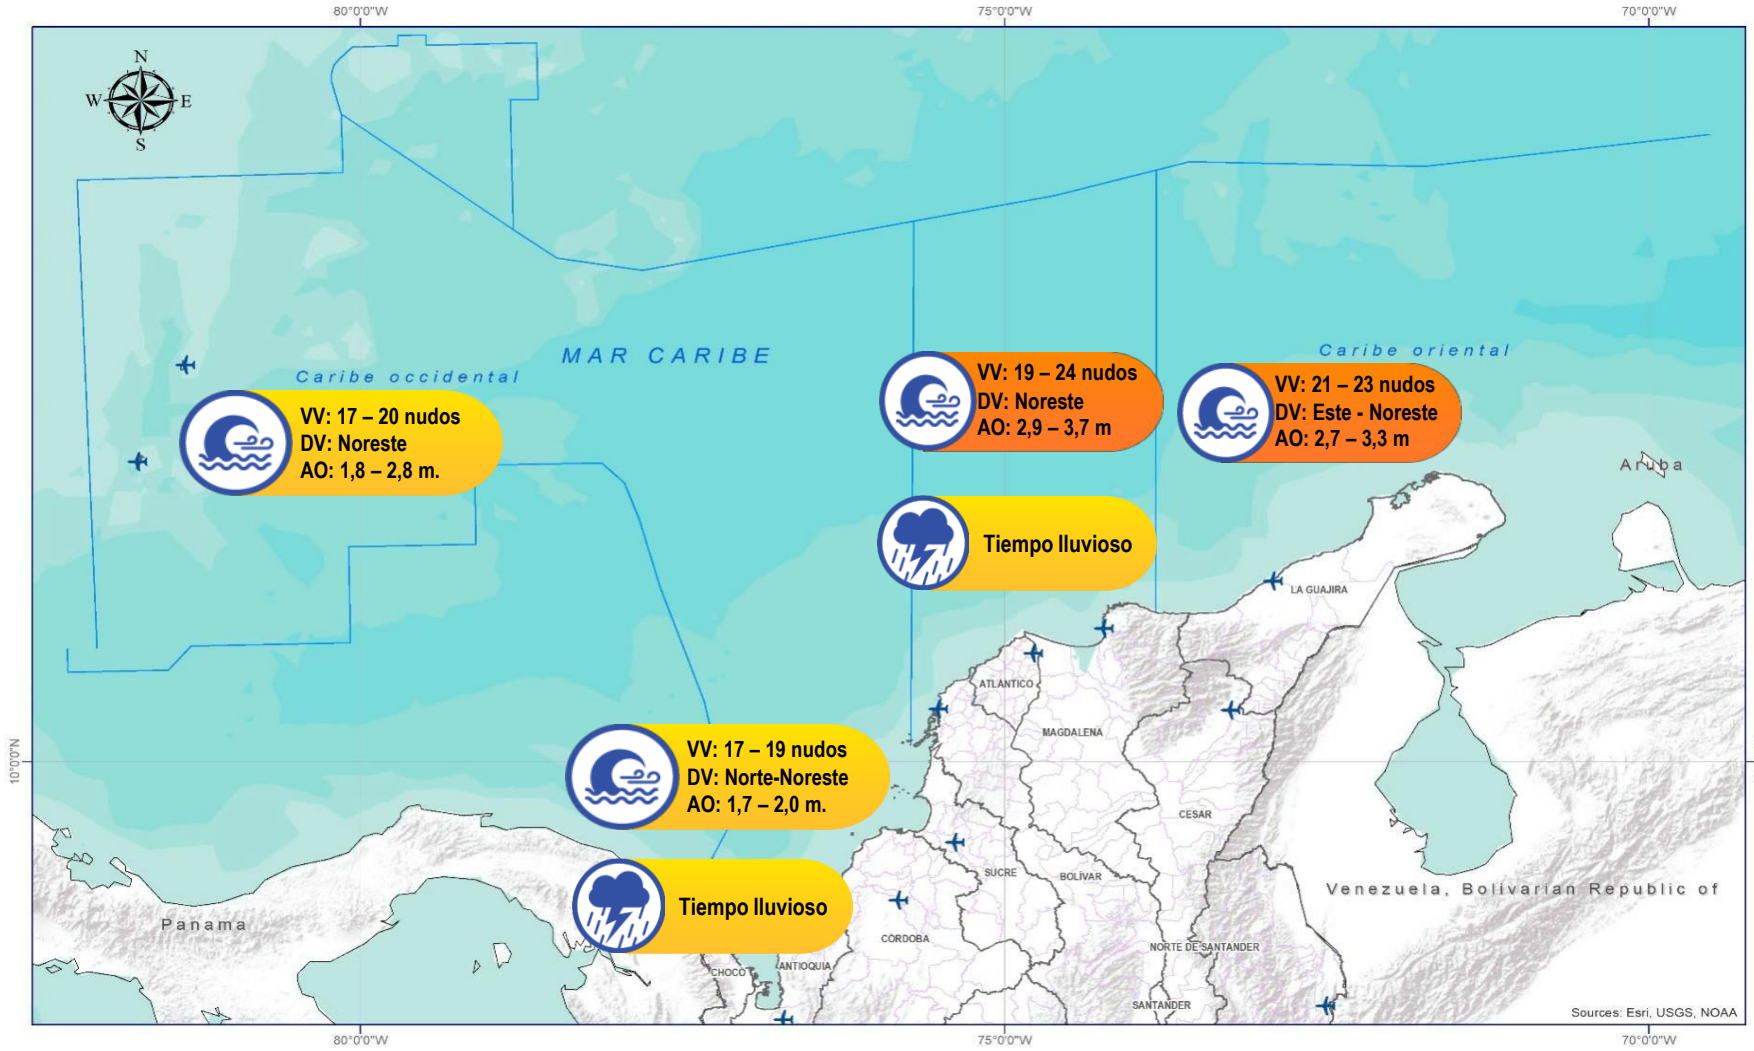 80°0'0"W
75°0'0"W
70°0'0"W
N
W
E
S
MAR CARIBE
Caribe occidental
Caribe oriental
VV: 17 – 20 nudos
DV: Noreste
AO: 1,8 – 2,8 m.
VV: 19 – 24 nudos
DV: Noreste
AO: 2,9 – 3,7 m
VV: 21 – 23 nudos
DV: Este - Noreste
AO: 2,7 – 3,3 m
Aruba
Tiempo lluvioso
LA GUAJIRA
ATLÁNTICO
MAGDALENA
10°0'0"N
VV: 17 – 19 nudos
DV: Norte-Noreste
AO: 1,7 – 2,0 m.
CESAR
SUCRE
BOLÍVAR
Venezuela, Bolivarian Republic of
Tiempo lluvioso
Panama
CÓRDOBA
NORTE DE SANTANDER
CHOCÓ
ANTIOQUIA
SANTANDER
Sources: Esri, USGS, NOAA
80°0'0"W
75°0'0"W
70°0'0"W